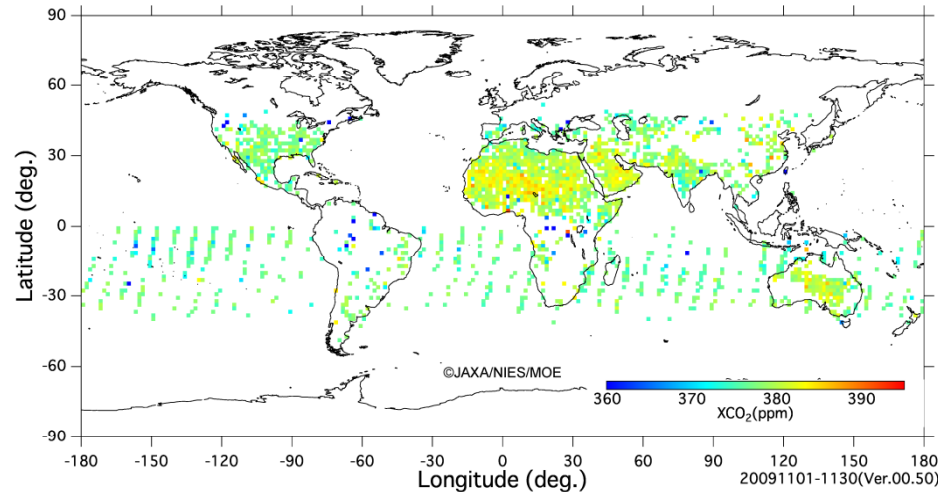 90
60
30
0
-30
-60
-90
Latitude (deg.)
©JAXA/NIES/MOE
360 370 380 390
XCO₂(ppm)
-180 -150 -120 -90 -60 -30 0 30 60 90 120 150 180
Longitude (deg.)
20091101-1130(Ver.00.50)